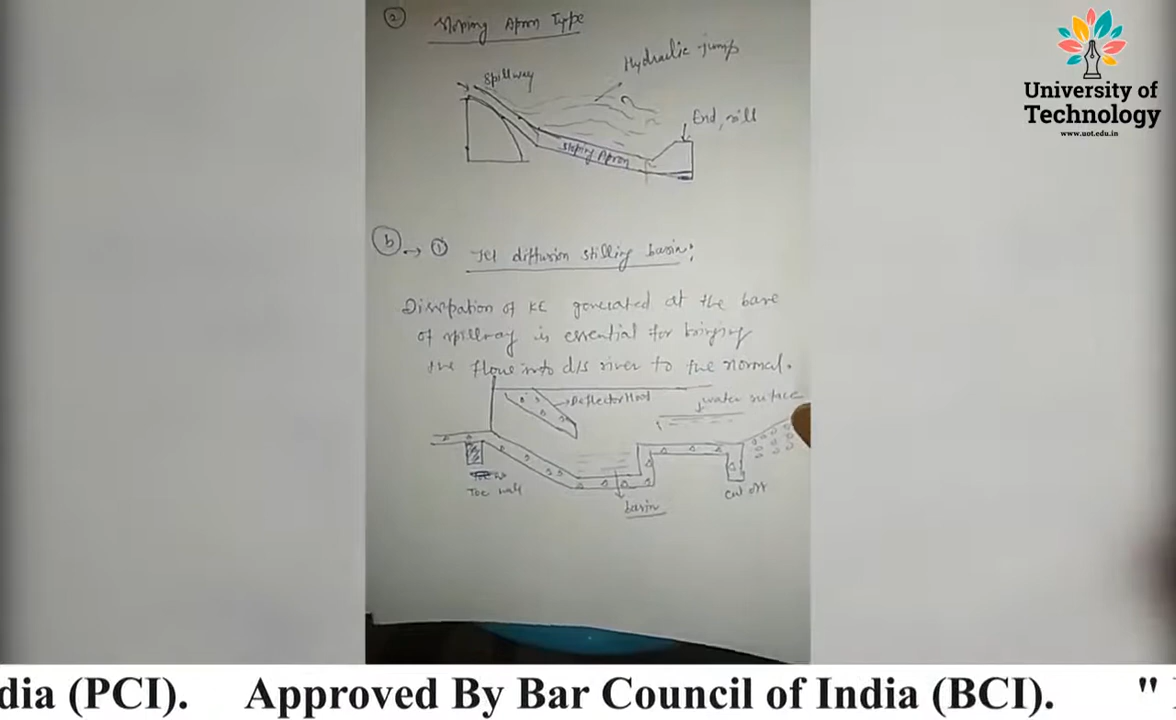 ② Sloping Apron Type
Spillway
Hydraulic jump
End sill
Sloping Apron
ⓑ → ① Jet diffusion stilling basin:
Dissipation of KE generated at the base
of spillway is essential for bringing
the flow into d/s river to the normal.
Deflector Hood
water surface
Toe wall
basin
cut off
University of
Technology
www.uot.edu.in
dia (PCI). Approved By Bar Council of India (BCI). "